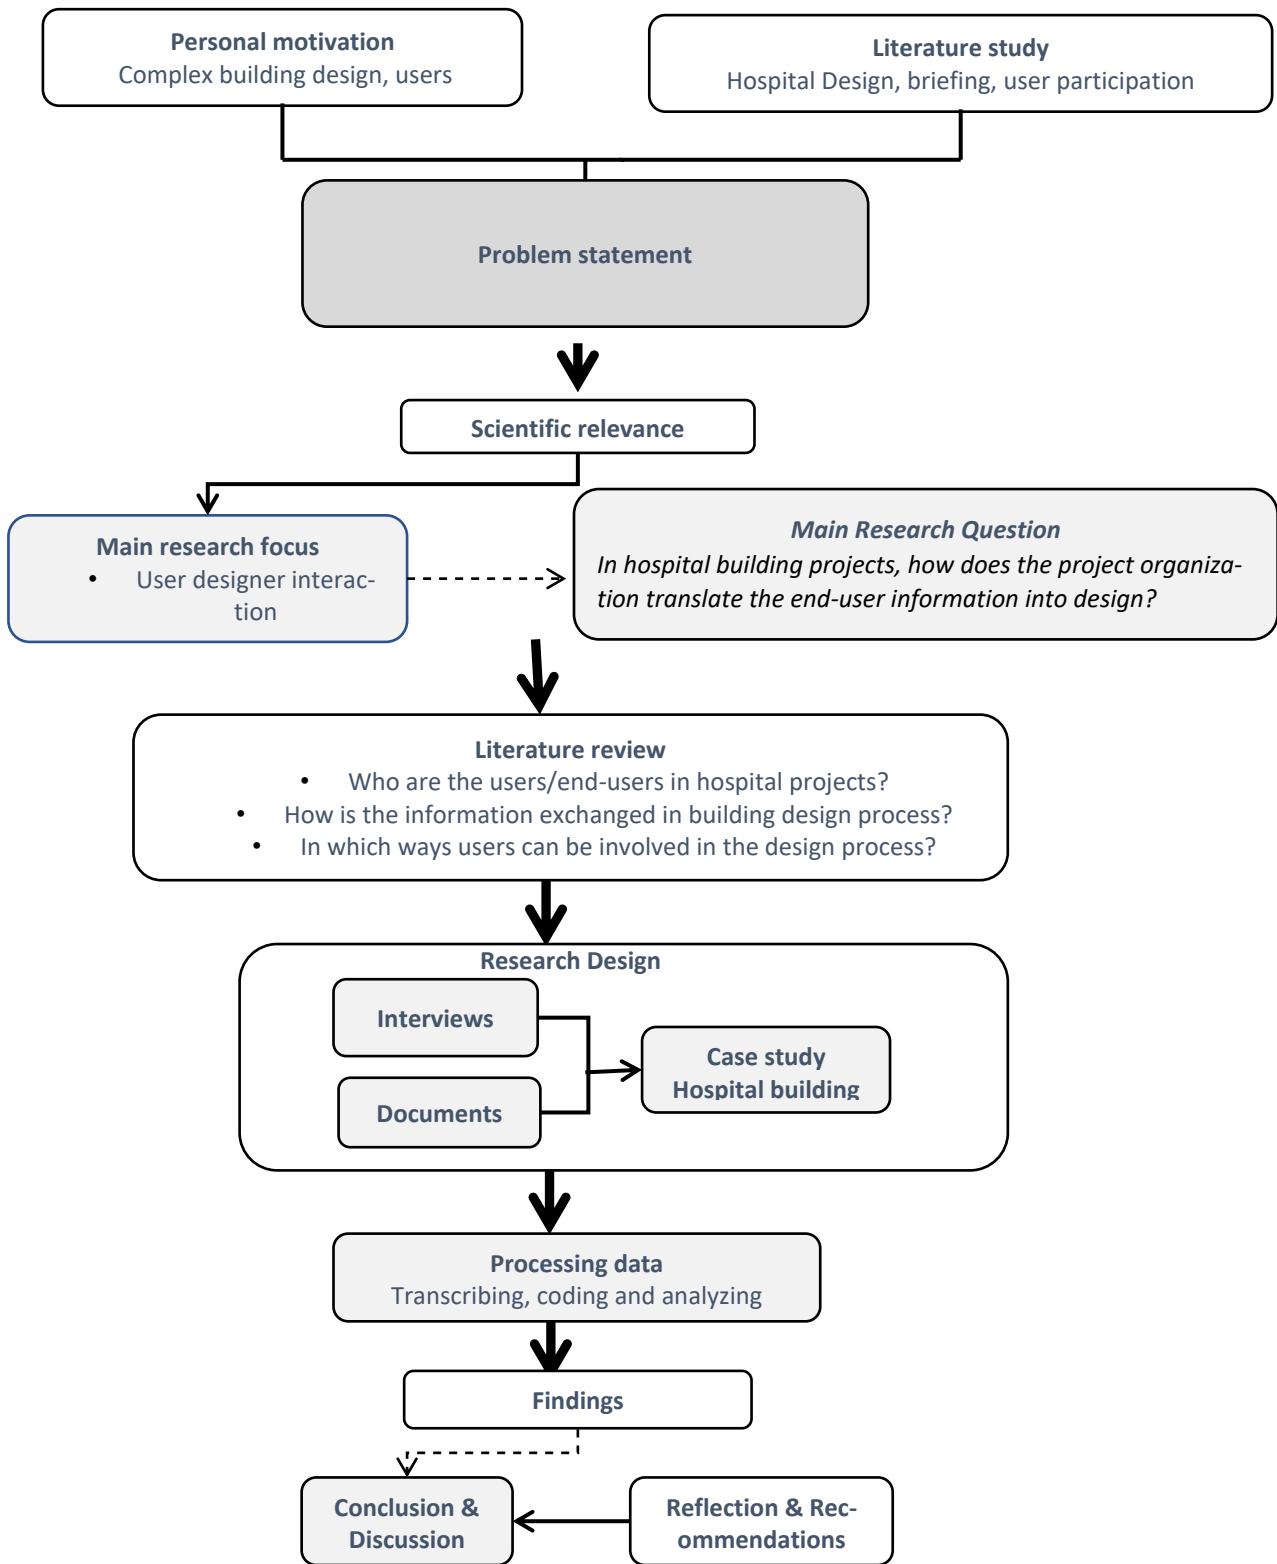 Personal motivation
Complex building design, users
Literature study
Hospital Design, briefing, user participation
Problem statement
Scientific relevance
Main research focus
• User designer interac-
tion
Main Research Question
In hospital building projects, how does the project organiza-
tion translate the end-user information into design?
Literature review
• Who are the users/end-users in hospital projects?
• How is the information exchanged in building design process?
• In which ways users can be involved in the design process?
Research Design
Interviews
Documents
Case study
Hospital building
Processing data
Transcribing, coding and analyzing
Findings
Conclusion &
Discussion
Reflection & Rec-
ommendations